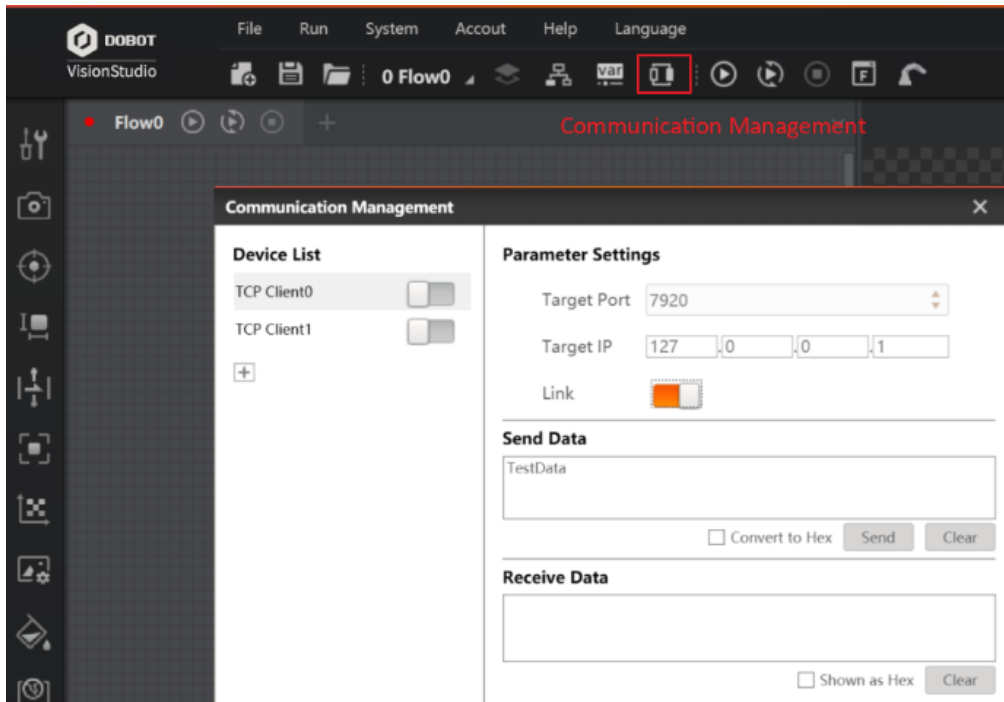 File Run System Accout Help Language
DOBOT
VisionStudio
0 Flow0 var F
Flow0
Communication Management
Communication Management
Device List
TCP Client0
TCP Client1
Parameter Settings
Target Port 7920
Target IP 127 .0 .0 .1
Link
Send Data
TestData
Convert to Hex Send Clear
Receive Data
Shown as Hex Clear